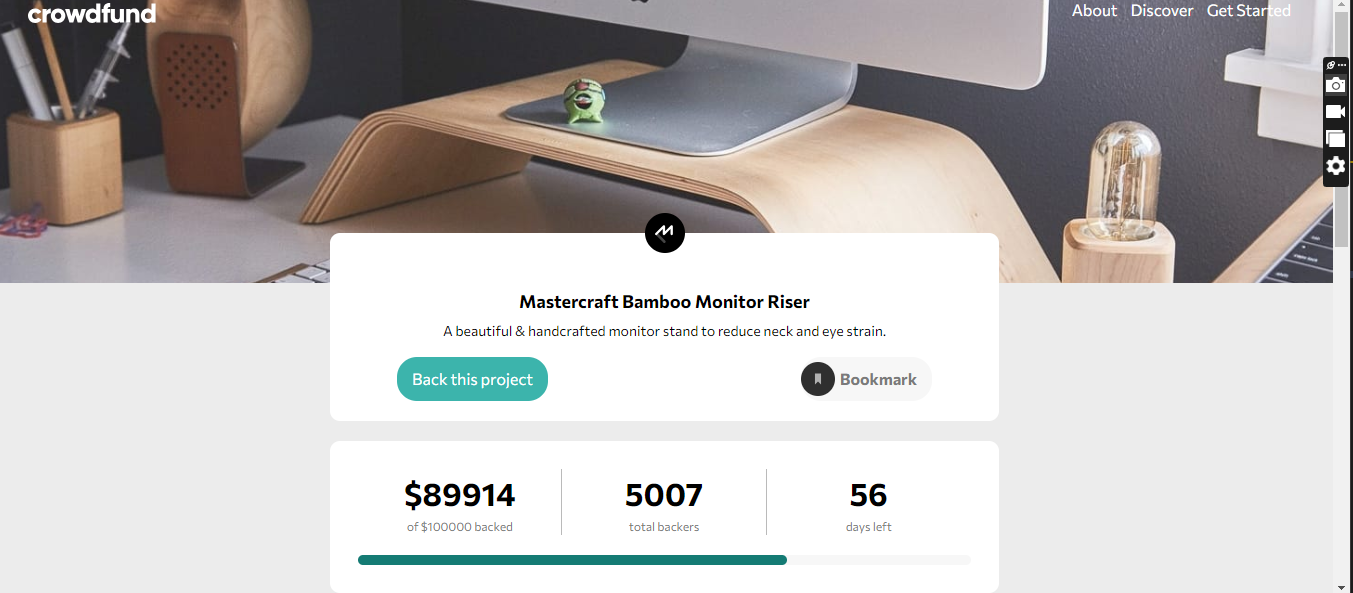 crowdfund
About Discover Get Started
Mastercraft Bamboo Monitor Riser
A beautiful & handcrafted monitor stand to reduce neck and eye strain.
Back this project
Bookmark
$89914
5007
56
of $100000 backed
total backers
days left